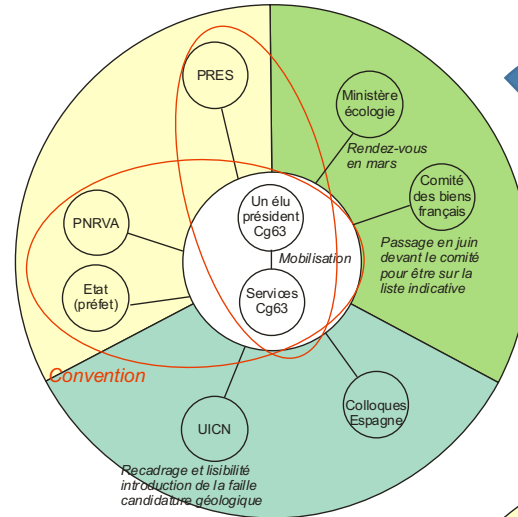 PRES
Ministère
écologie
Rendez-vous
en mars
Comité
des biens
français
Passage en juin
devant le comité
pour être sur la
liste indicative
Un élu
président
Cg63
Mobilisation
Services
Cg63
PNRVA
Etat
(préfet)
Convention
UICN
Recadrage et lisibilité
introduction de la faille
candidature géologique
Colloques
Espagne